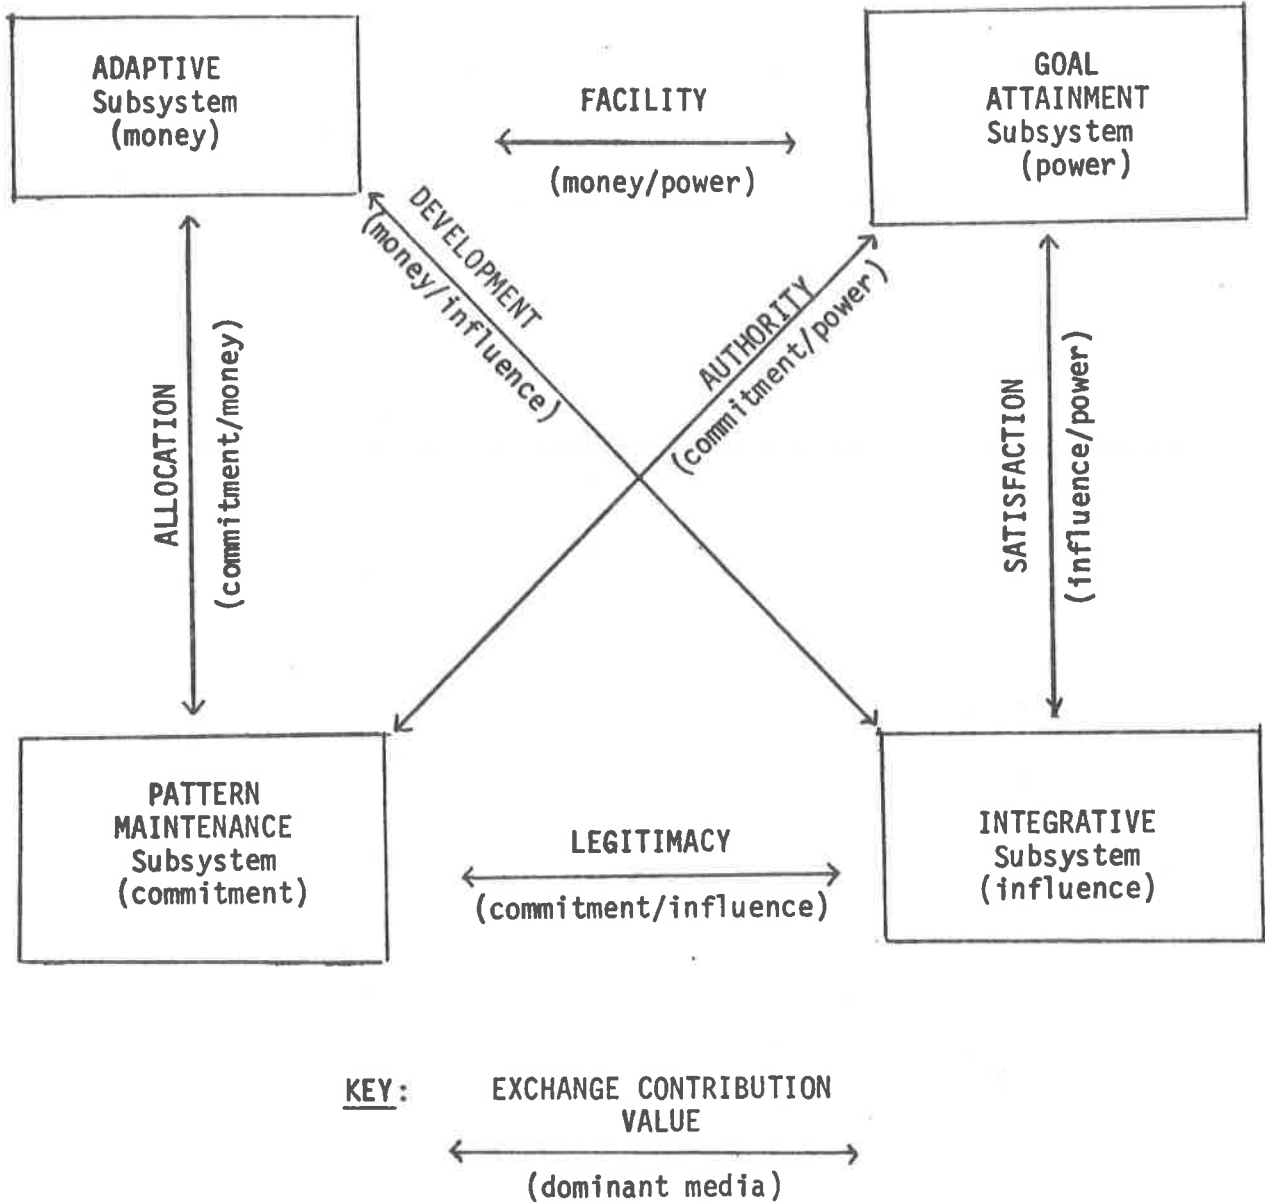 ADAPTIVE
Subsystem
(money)
FACILITY
(money/power)
GOAL
ATTAINMENT
Subsystem
(power)
DEVELOPMENT
(money/influence)
AUTHORITY
(commitment/power)
ALLOCATION
(commitment/money)
SATISFACTION
(influence/power)
PATTERN
MAINTENANCE
Subsystem
(commitment)
LEGITIMACY
(commitment/influence)
INTEGRATIVE
Subsystem
(influence)
KEY:
EXCHANGE CONTRIBUTION
VALUE
(dominant media)